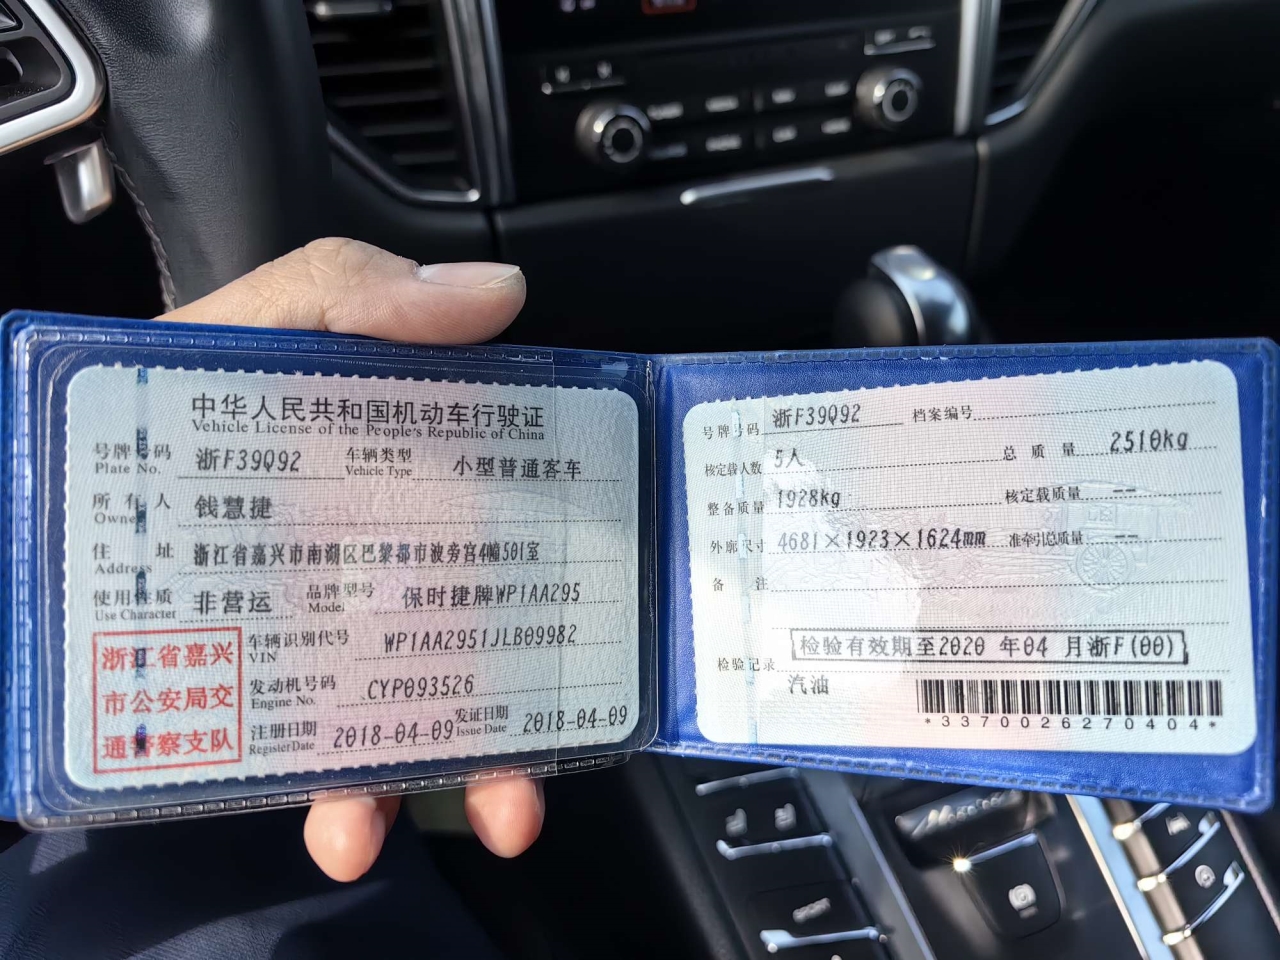 中华人民共和国机动车行驶证
Vehicle License of the People's Republic of China
号牌号码 浙F39Q92 车辆类型 小型普通客车
Plate No. Vehicle Type
所有人 钱慧捷
Owner
住址 浙江省嘉兴市南湖区巴黎都市波旁宫4幢501室
Address
使用性质 非营运 品牌型号 保时捷牌WP1AA295
Use Character Model
浙江省嘉兴
市公安局交
通警察支队
车辆识别代号 WP1AA2951JLB09982
VIN
发动机号码 CYP093526
Engine No.
注册日期 2018-04-09 发证日期 2018-04-09
Register Date Issue Date
号牌号码 浙F39Q92 档案编号
核定载人数 5人 总质量 2510kg
整备质量 1928kg 核定载质量 --
外廓尺寸 4681×1923×1624mm 准牵引总质量 --
备注
检验记录 检验有效期至2020年04月浙F(00)
汽油
*3370026270404*